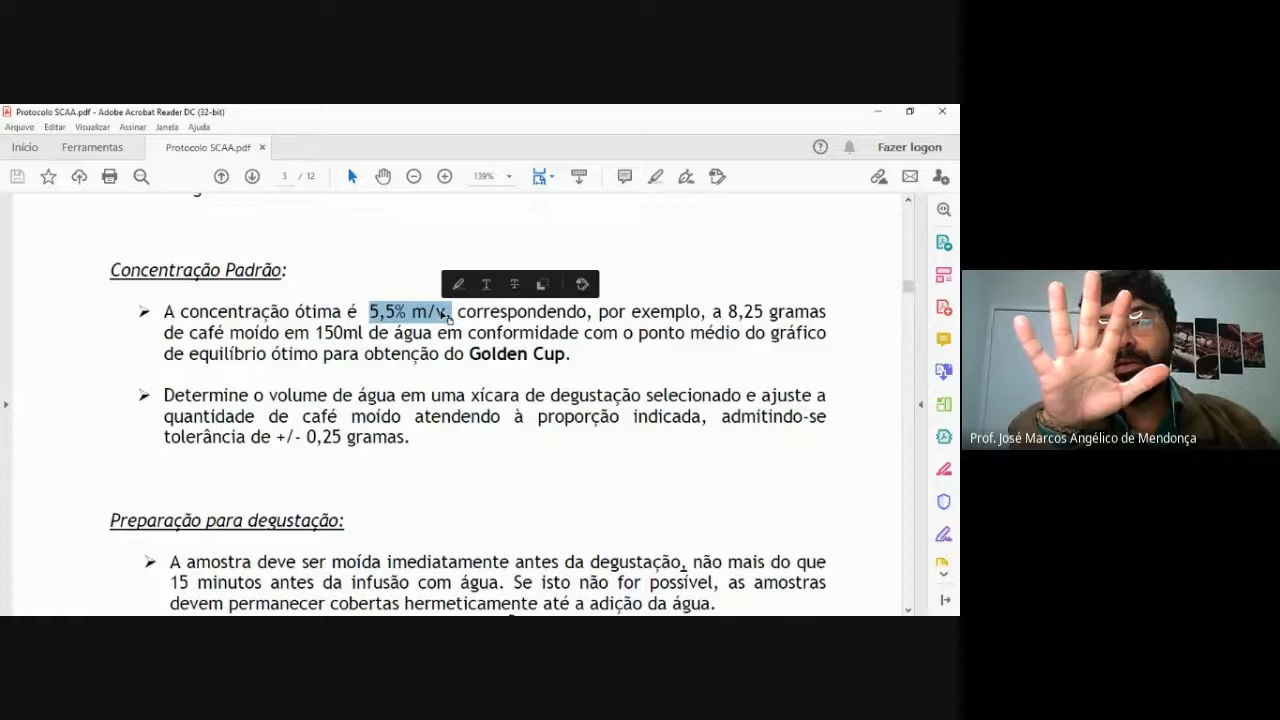 Protocolo SCAA.pdf - Adobe Acrobat Reader DC (32-bit)
Arquivo Editar Visualizar Assinar Janela Ajuda
Início Ferramentas Protocolo SCAA.pdf × Fazer logon
3 / 12 139%
Concentração Padrão:
➢ A concentração ótima é 5,5% m/v, correspondendo, por exemplo, a 8,25 gramas
de café moído em 150ml de água em conformidade com o ponto médio do gráfico
de equilíbrio ótimo para obtenção do Golden Cup.
➢ Determine o volume de água em uma xícara de degustação selecionado e ajuste a
quantidade de café moído atendendo à proporção indicada, admitindo-se
tolerância de +/- 0,25 gramas.
Prof. José Marcos Angélico de Mendonça
Preparação para degustação:
➢ A amostra deve ser moída imediatamente antes da degustação, não mais do que
15 minutos antes da infusão com água. Se isto não for possível, as amostras
devem permanecer cobertas hermeticamente até a adição da água.